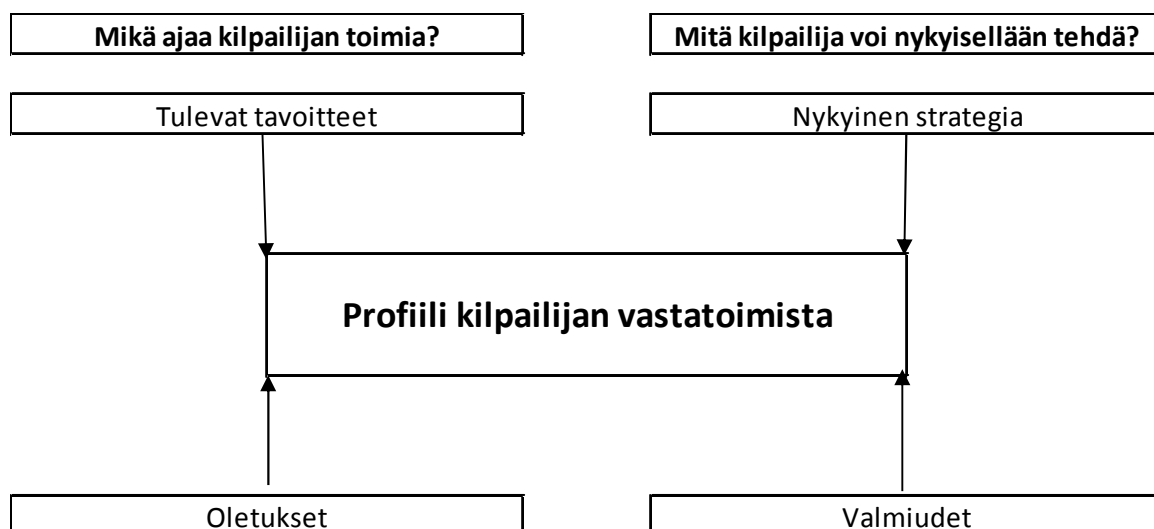 Mikä ajaa kilpailijan toimia?
Mitä kilpailija voi nykyisellään tehdä?
Tulevat tavoitteet
Nykyinen strategia
Profiili kilpailijan vastatoimista
Oletukset
Valmiudet